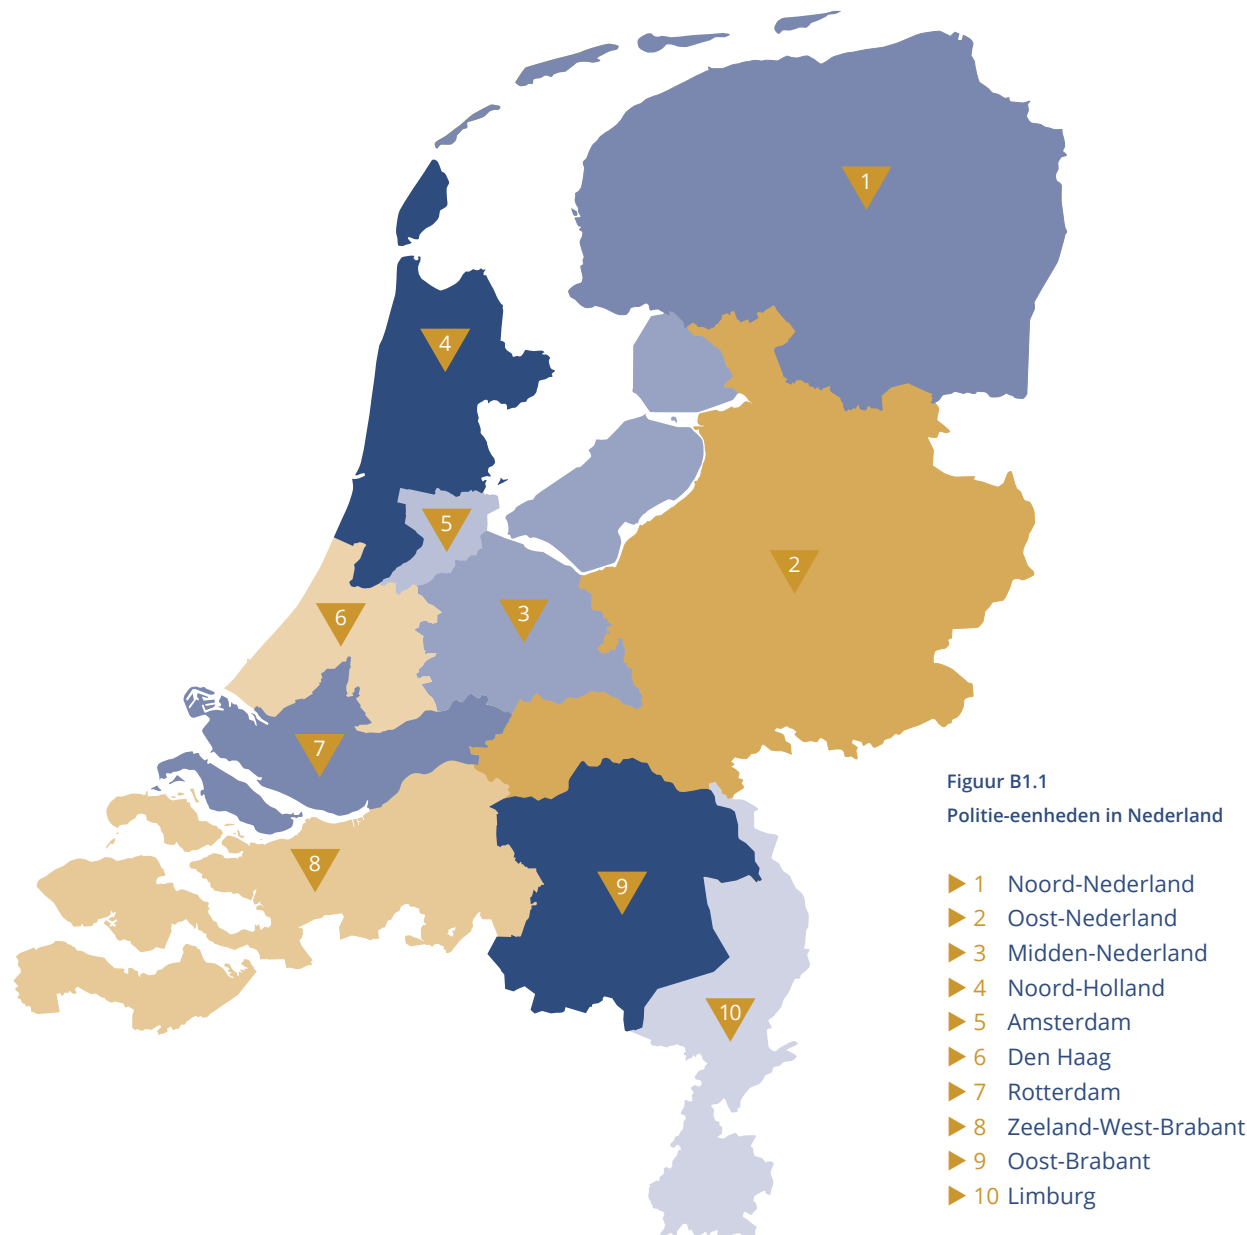 1
4
5
2
3
6
7
8
9
10
Figuur B1.1
Politie-eenheden in Nederland
1 Noord-Nederland
2 Oost-Nederland
3 Midden-Nederland
4 Noord-Holland
5 Amsterdam
6 Den Haag
7 Rotterdam
8 Zeeland-West-Brabant
9 Oost-Brabant
10 Limburg